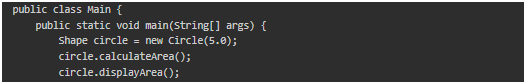 public class Main {
    public static void main(String[] args) {
        Shape circle = new Circle(5.0);
        circle.calculateArea();
        circle.displayArea();